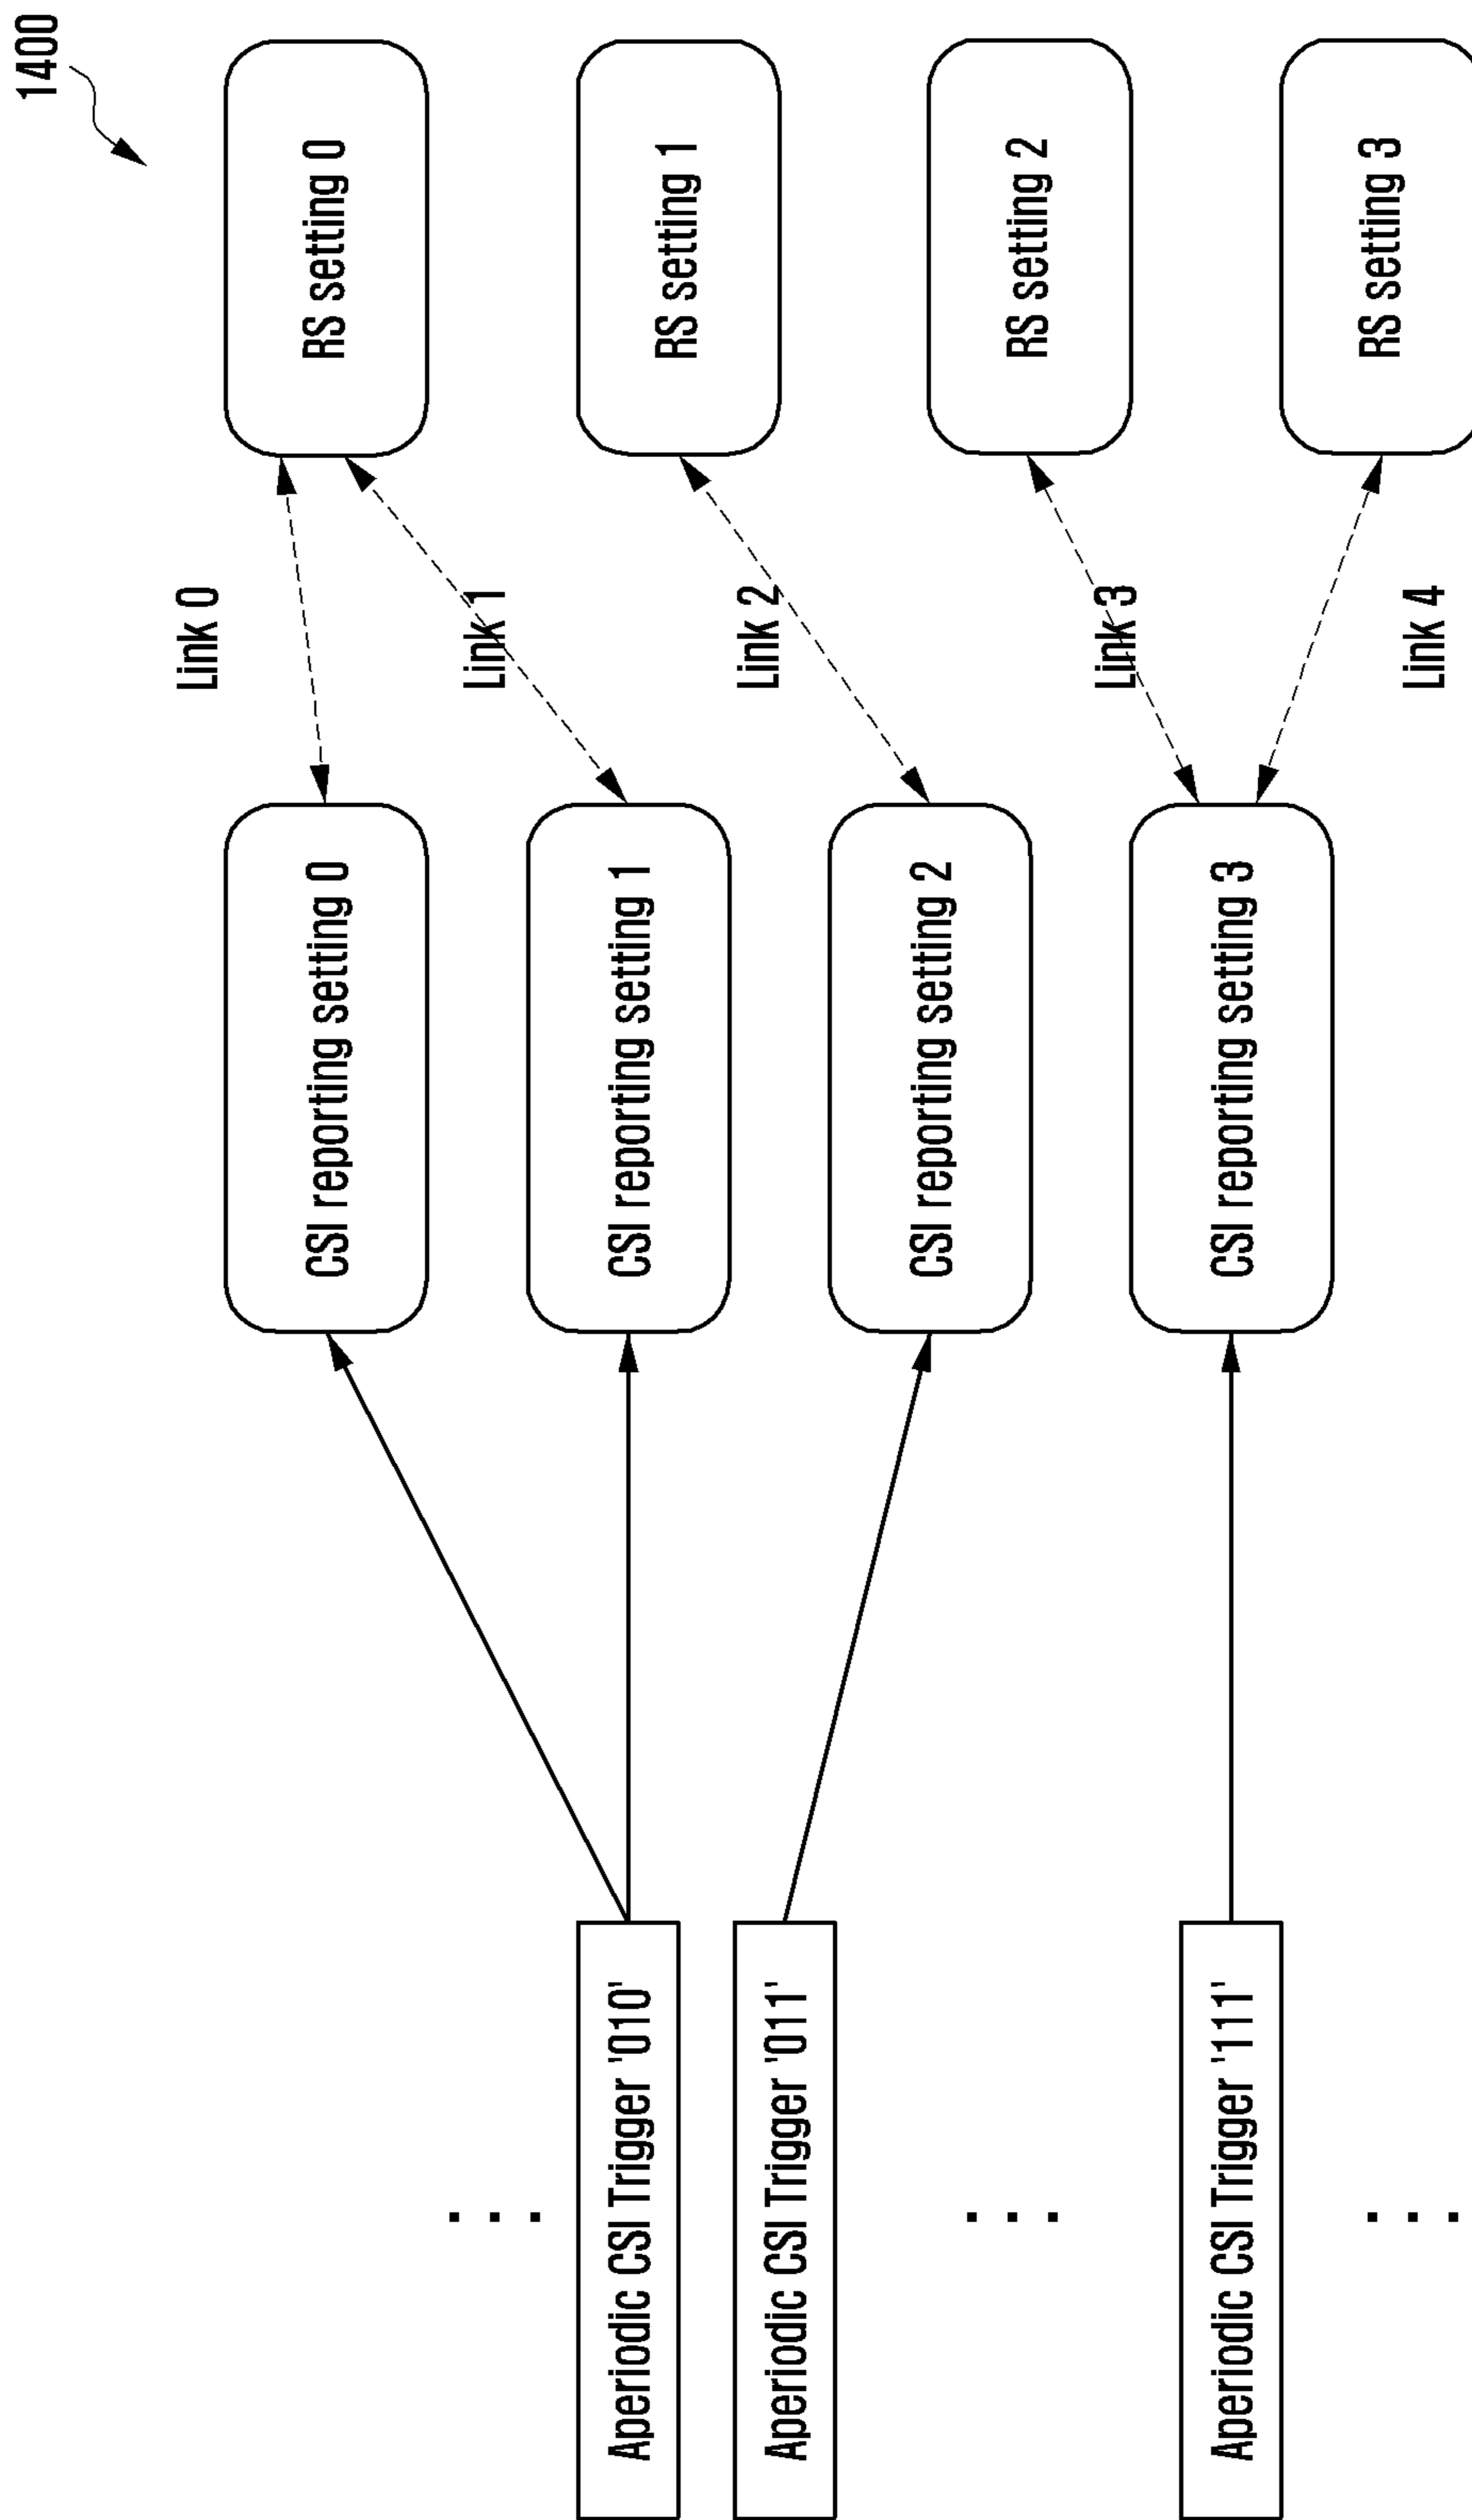 1400
Aperiodic CSI Trigger '010'
Aperiodic CSI Trigger '011'
Aperiodic CSI Trigger '111'
CSI reporting setting 0
CSI reporting setting 1
CSI reporting setting 2
CSI reporting setting 3
Link 0
Link 1
Link 2
Link 3
Link 4
RS setting 0
RS setting 1
RS setting 2
RS setting 3